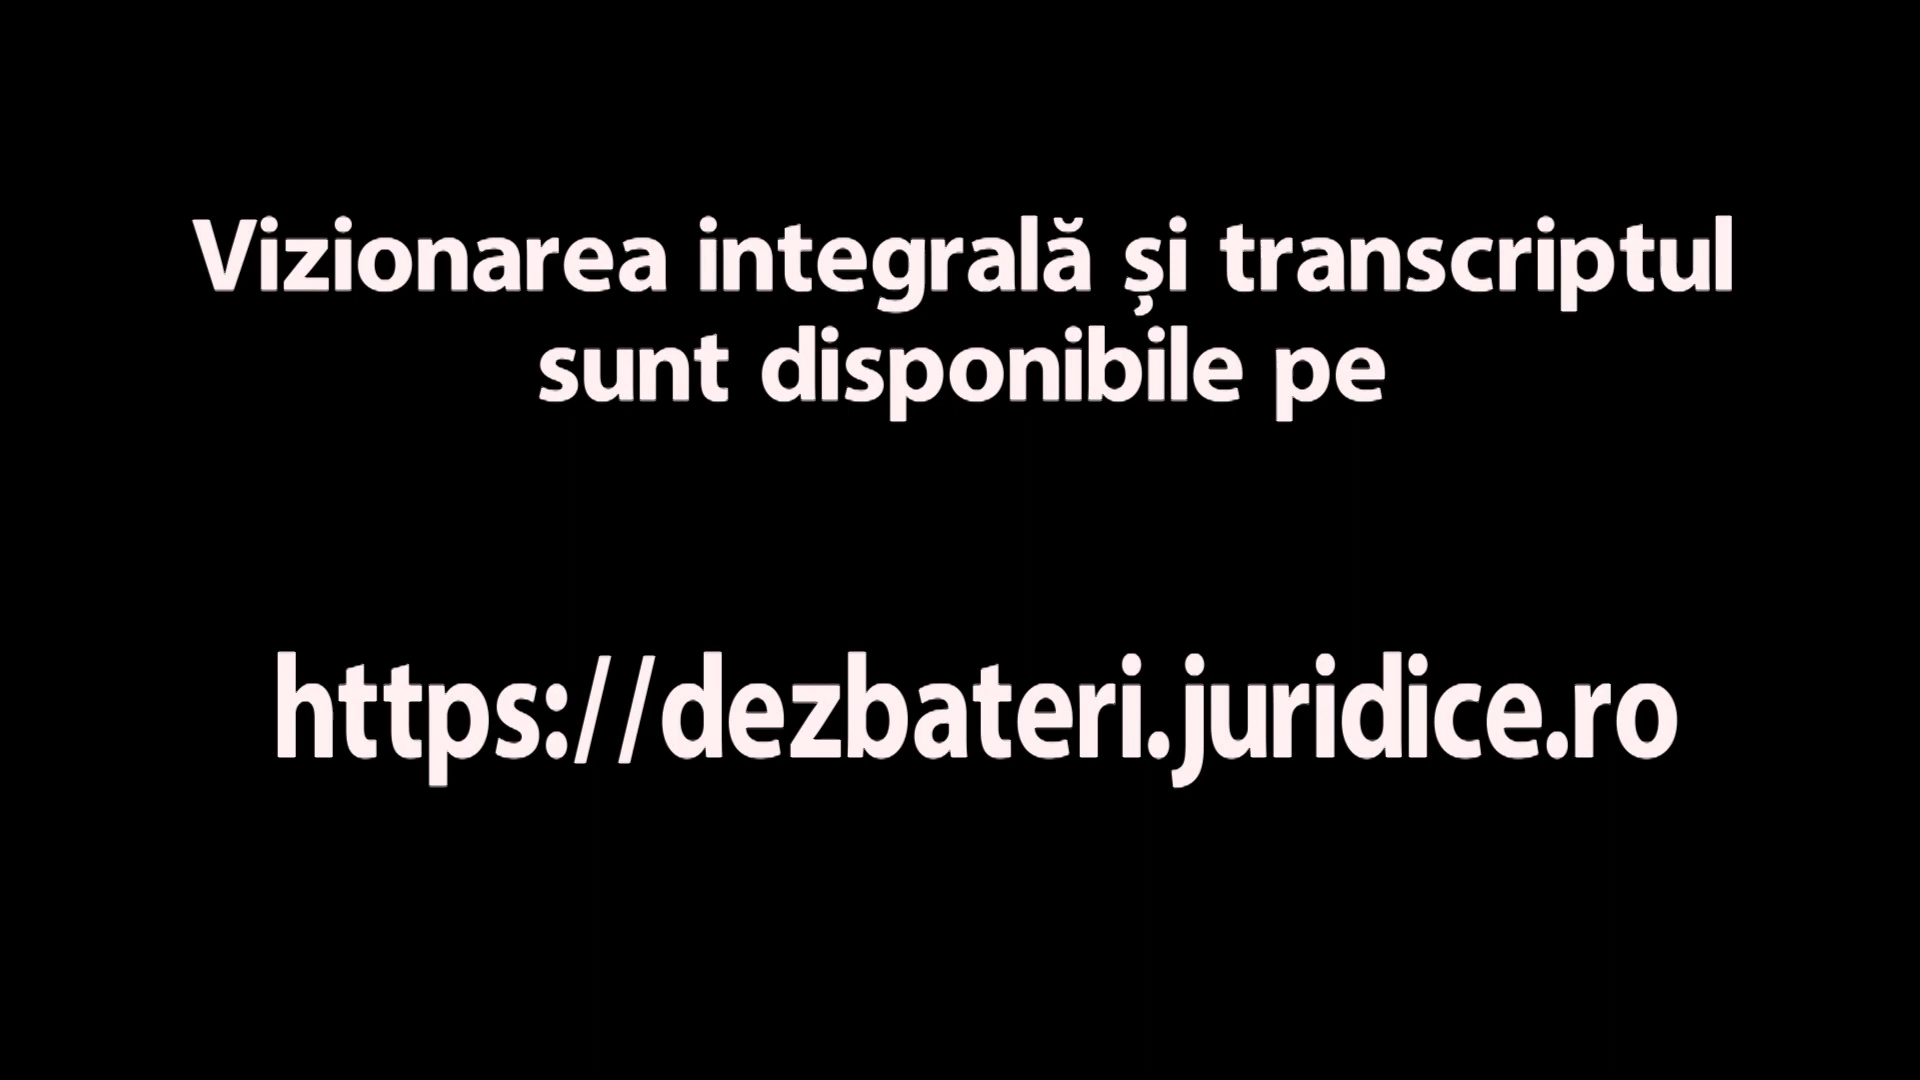 Vizionarea integrală și transcriptul
sunt disponibile pe
https://dezbateri.juridice.ro